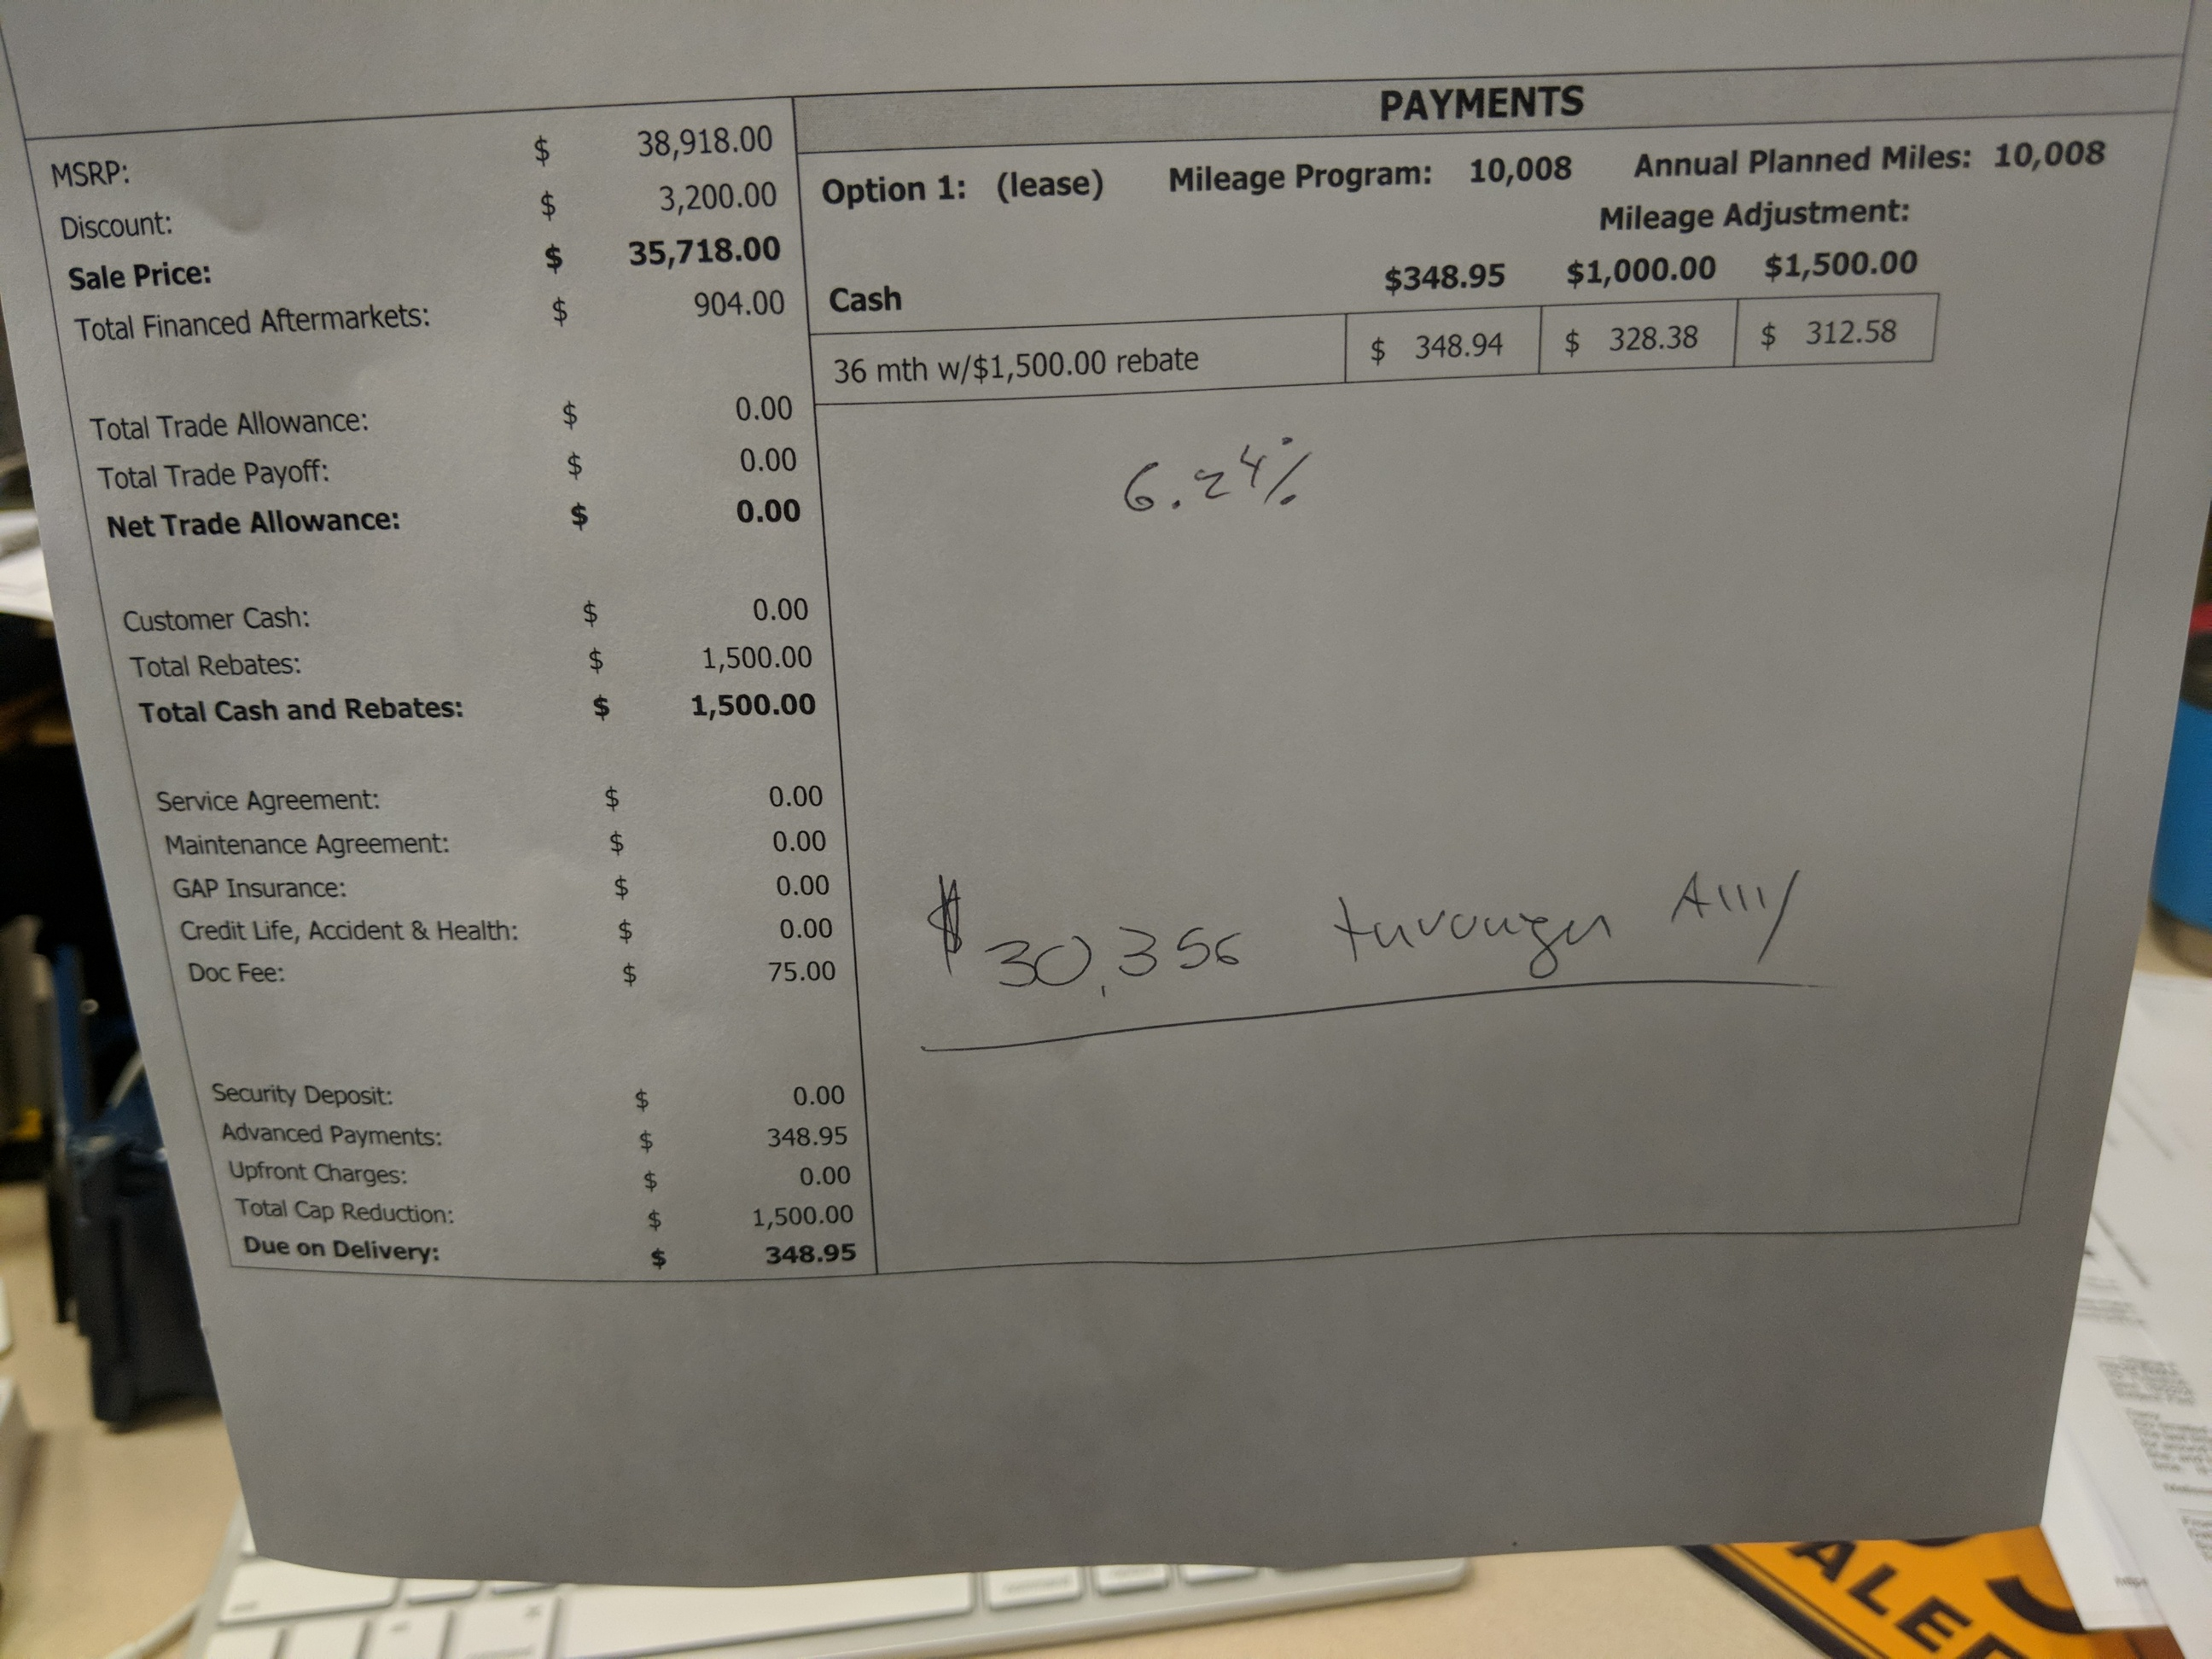 MSRP: $ 38,918.00
Discount: $ 3,200.00
Sale Price: $ 35,718.00
Total Financed Aftermarkets: $ 904.00
Total Trade Allowance: $ 0.00
Total Trade Payoff: $ 0.00
Net Trade Allowance: $ 0.00
Customer Cash: $ 0.00
Total Rebates: $ 1,500.00
Total Cash and Rebates: $ 1,500.00
Service Agreement: $ 0.00
Maintenance Agreement: $ 0.00
GAP Insurance: $ 0.00
Credit Life, Accident & Health: $ 0.00
Doc Fee: $ 75.00
Security Deposit: $ 0.00
Advanced Payments: $ 348.95
Upfront Charges: $ 0.00
Total Cap Reduction: $ 1,500.00
Due on Delivery: $ 348.95
PAYMENTS
Option 1: (lease) Mileage Program: 10,008 Annual Planned Miles: 10,008
Mileage Adjustment:
Cash $348.95 $1,000.00 $1,500.00
36 mth w/$1,500.00 rebate $ 348.94 $ 328.38 $ 312.58
6.24%
$30,356 through Ally
ALE